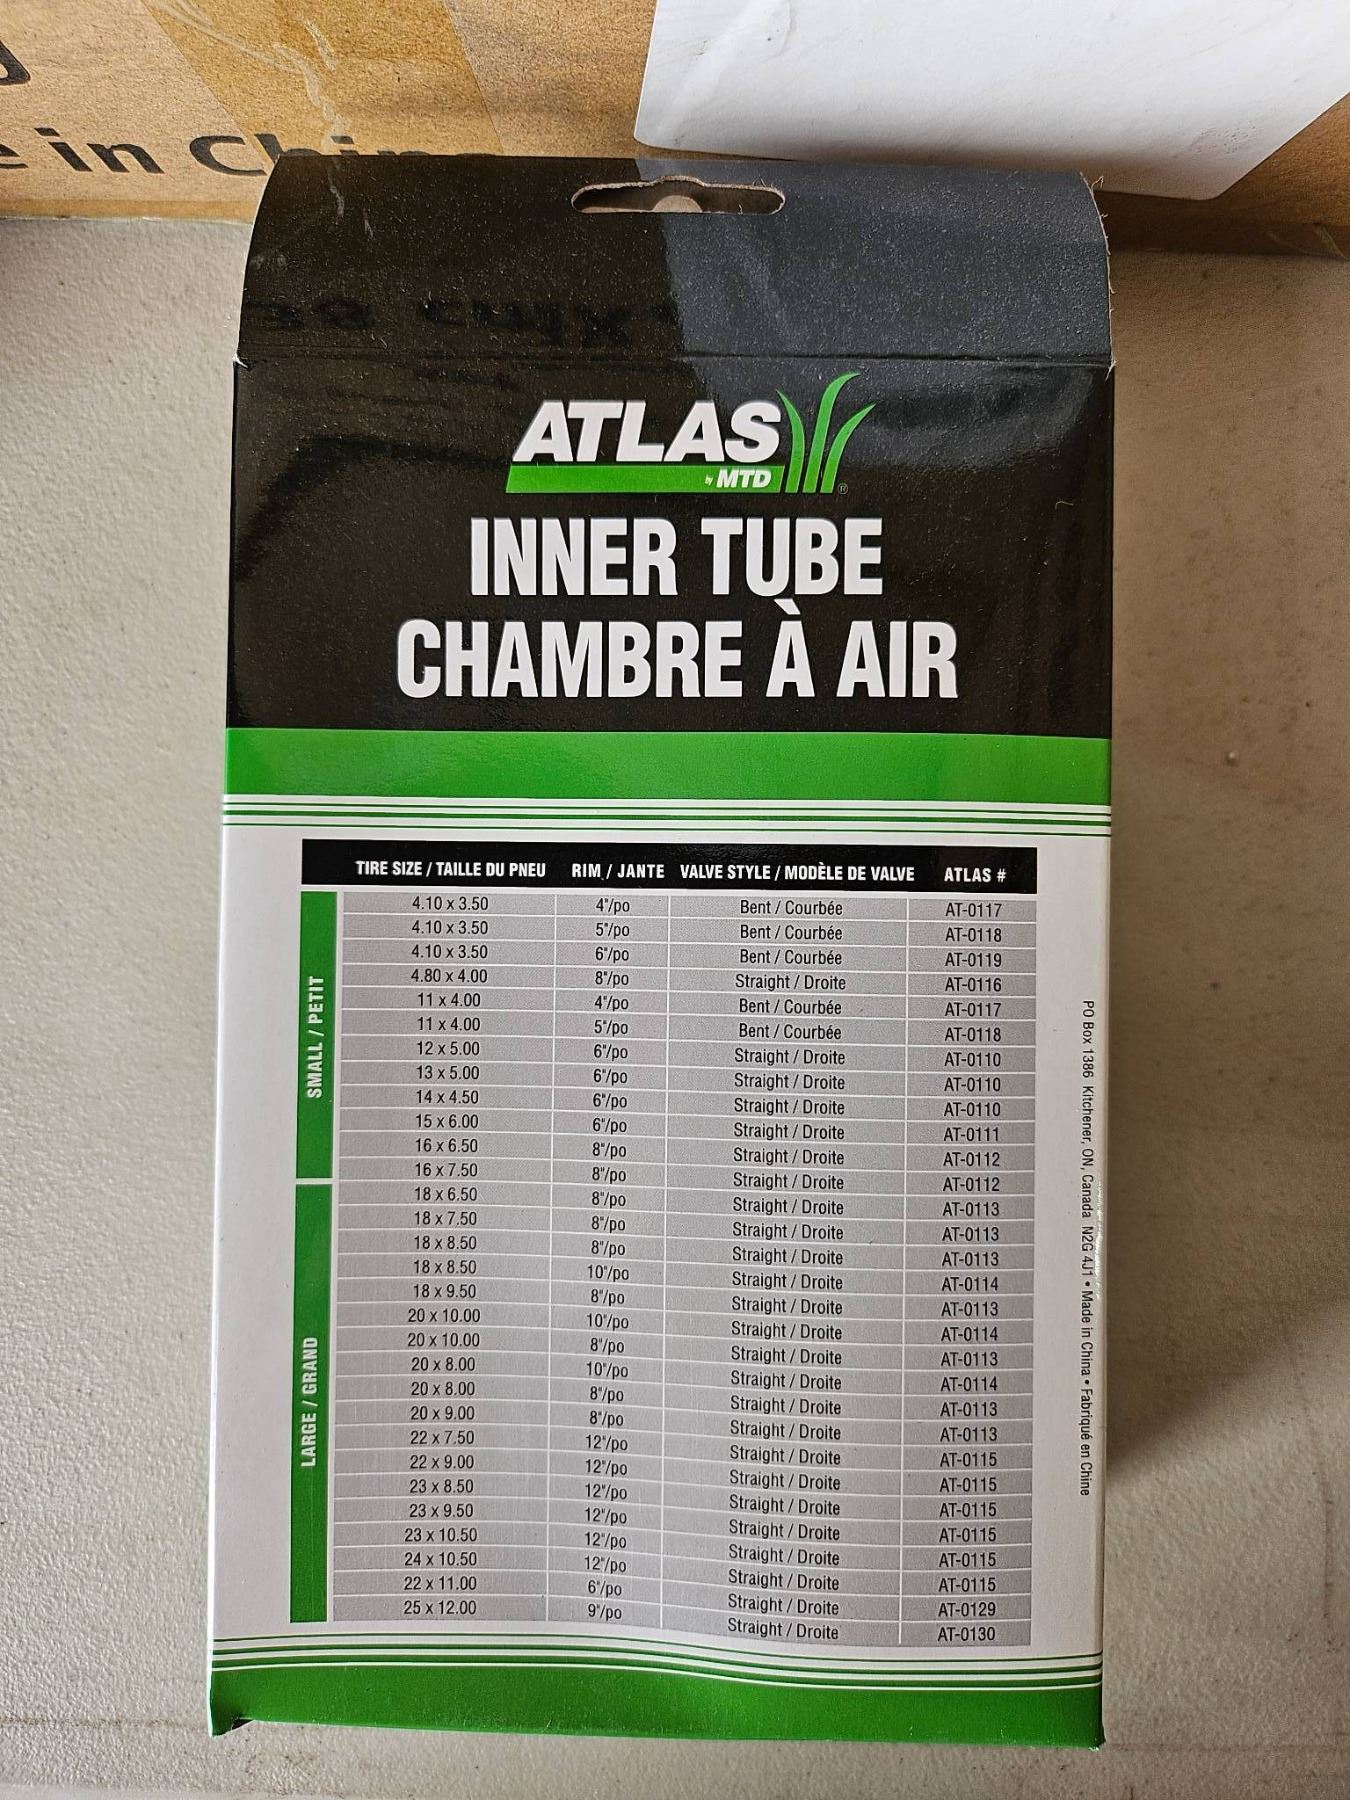 e in China
ATLAS
by MTD
®
INNER TUBE
CHAMBRE À AIR
TIRE SIZE / TAILLE DU PNEU RIM / JANTE VALVE STYLE / MODÈLE DE VALVE ATLAS #
SMALL / PETIT
4.10 x 3.50 4"/po Bent / Courbée AT-0117
4.10 x 3.50 5"/po Bent / Courbée AT-0118
4.10 x 3.50 6"/po Bent / Courbée AT-0119
4.80 x 4.00 8"/po Straight / Droite AT-0116
11 x 4.00 4"/po Bent / Courbée AT-0117
11 x 4.00 5"/po Bent / Courbée AT-0118
12 x 5.00 6"/po Straight / Droite AT-0110
13 x 5.00 6"/po Straight / Droite AT-0110
14 x 4.50 6"/po Straight / Droite AT-0110
15 x 6.00 6"/po Straight / Droite AT-0111
16 x 6.50 8"/po Straight / Droite AT-0112
16 x 7.50 8"/po Straight / Droite AT-0112
LARGE / GRAND
18 x 6.50 8"/po Straight / Droite AT-0113
18 x 7.50 8"/po Straight / Droite AT-0113
18 x 8.50 8"/po Straight / Droite AT-0113
18 x 8.50 10"/po Straight / Droite AT-0114
18 x 9.50 8"/po Straight / Droite AT-0113
20 x 10.00 10"/po Straight / Droite AT-0114
20 x 10.00 8"/po Straight / Droite AT-0113
20 x 8.00 10"/po Straight / Droite AT-0114
20 x 8.00 8"/po Straight / Droite AT-0113
20 x 9.00 8"/po Straight / Droite AT-0113
22 x 7.50 12"/po Straight / Droite AT-0115
22 x 9.00 12"/po Straight / Droite AT-0115
23 x 8.50 12"/po Straight / Droite AT-0115
23 x 9.50 12"/po Straight / Droite AT-0115
23 x 10.50 12"/po Straight / Droite AT-0115
24 x 10.50 12"/po Straight / Droite AT-0115
22 x 11.00 6"/po Straight / Droite AT-0129
25 x 12.00 9"/po Straight / Droite AT-0130
PO Box 1386 Kitchener, ON, Canada N2G 4J1 • Made in China • Fabriqué en Chine